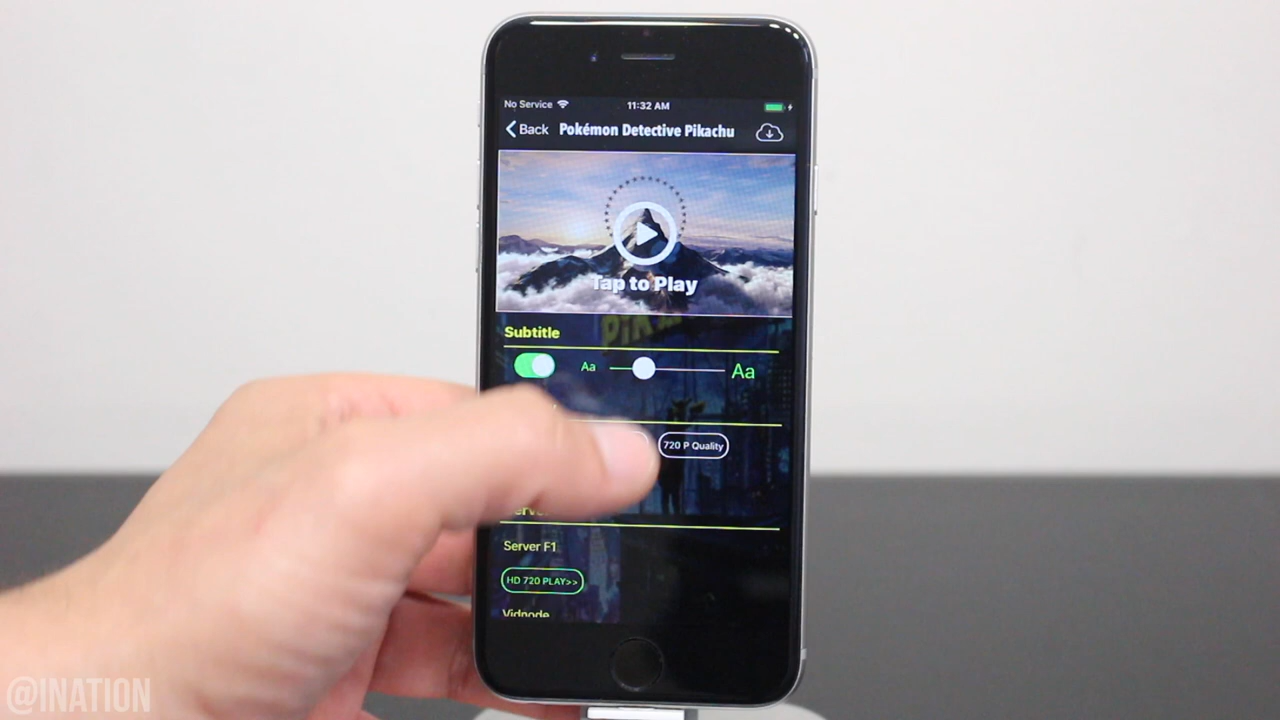 No Service 11:32 AM
Back Pokémon Detective Pikachu
Tap to Play
Subtitle
Aa Aa
720 P Quality
Server F1
HD 720 PLAY>>
Vidnode
@INATION